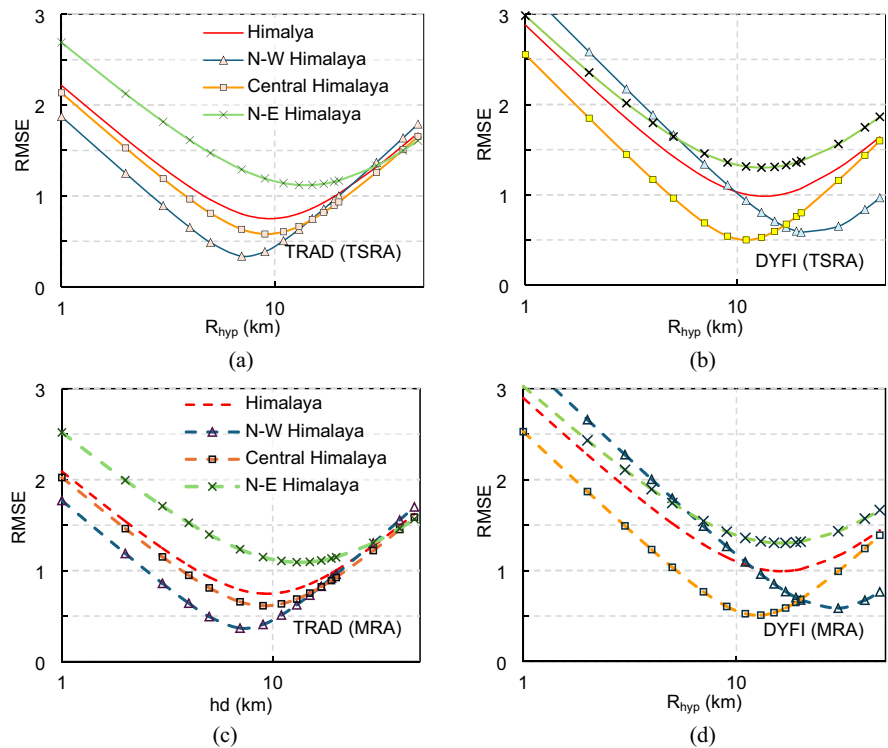 3
2
1
0
RMSE
Himalya
N-W Himalaya
Central Himalaya
N-E Himalaya
TRAD (TSRA)
1
10
Rhyp (km)
(a)
3
2
1
0
RMSE
DYFI (TSRA)
1
10
Rhyp (km)
(b)
3
2
1
0
RMSE
Himalaya
N-W Himalaya
Central Himalaya
N-E Himalaya
TRAD (MRA)
1
10
hd (km)
(c)
3
2
1
0
RMSE
DYFI (MRA)
1
10
Rhyp (km)
(d)